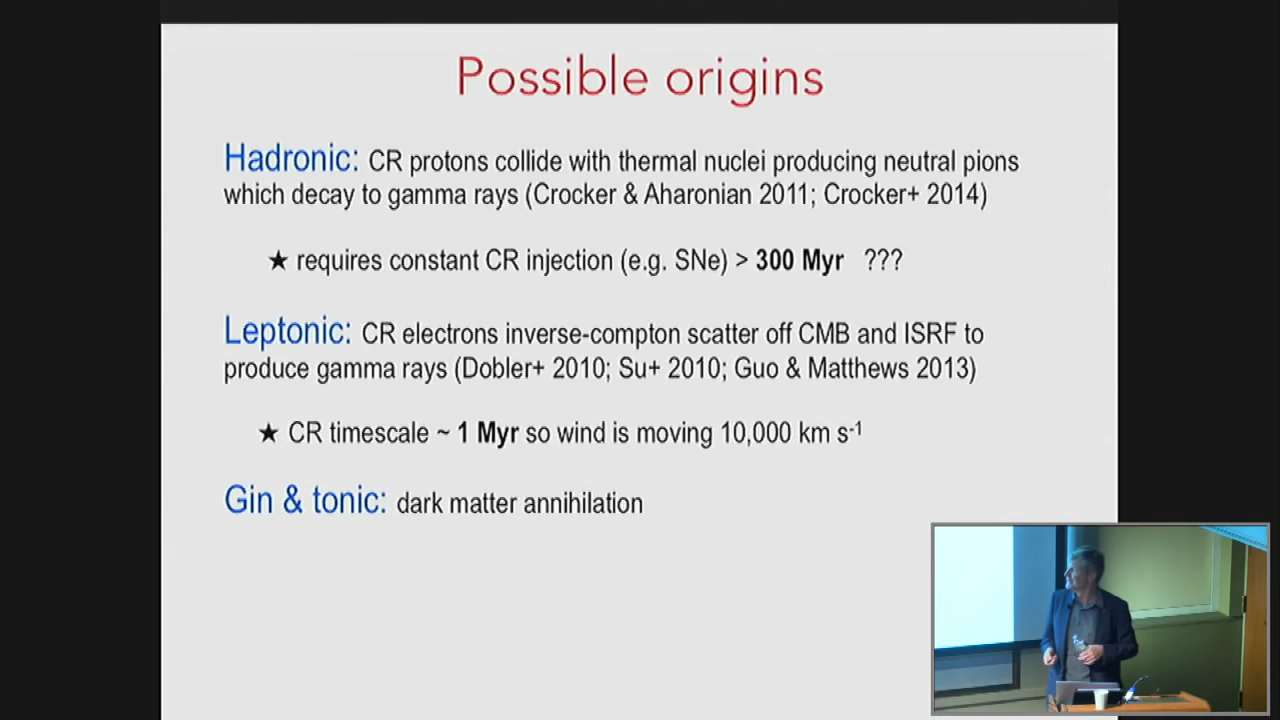 Possible origins
Hadronic: CR protons collide with thermal nuclei producing neutral pions
which decay to gamma rays (Crocker & Aharonian 2011; Crocker+ 2014)
★ requires constant CR injection (e.g. SNe) > 300 Myr ???
Leptonic: CR electrons inverse-compton scatter off CMB and ISRF to
produce gamma rays (Dobler+ 2010; Su+ 2010; Guo & Matthews 2013)
★ CR timescale ~ 1 Myr so wind is moving 10,000 km s⁻¹
Gin & tonic: dark matter annihilation